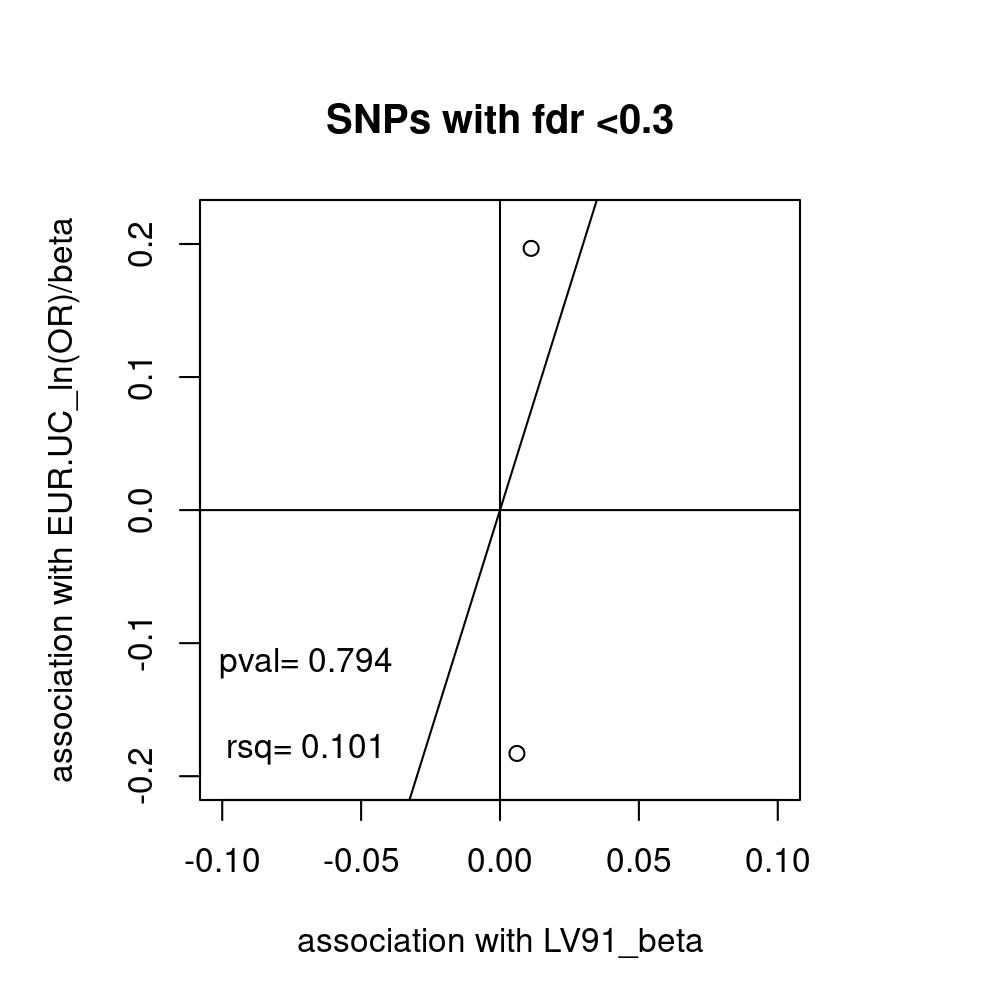 SNPs with fdr <0.3
association with EUR.UC_ln(OR)/beta
0.2
0.1
0.0
-0.1
-0.2
pval= 0.794
rsq= 0.101
-0.10
-0.05
0.00
0.05
0.10
association with LV91_beta